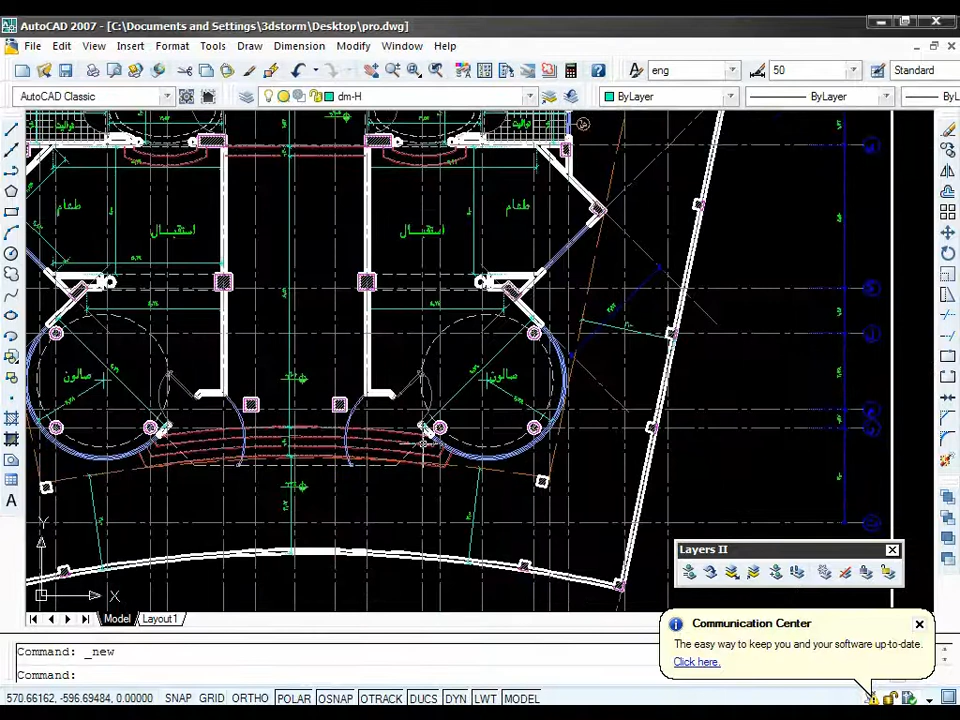 AutoCAD 2007 - [C:\Documents and Settings\3dstorm\Desktop\pro.dwg]
File Edit View Insert Format Tools Draw Dimension Modify Window Help
eng 50 Standard
AutoCAD Classic dm-H ByLayer ByLayer ByL
تواليت تواليت
طعام طعام
استقبال استقبال
صالون صالون
Y
X
Layers II
Model Layout1
Communication Center
The easy way to keep you and your software up-to-date.
Click here.
Command: _new
Command:
570.66162, -596.69484, 0.00000 SNAP GRID ORTHO POLAR OSNAP OTRACK DUCS DYN LWT MODEL